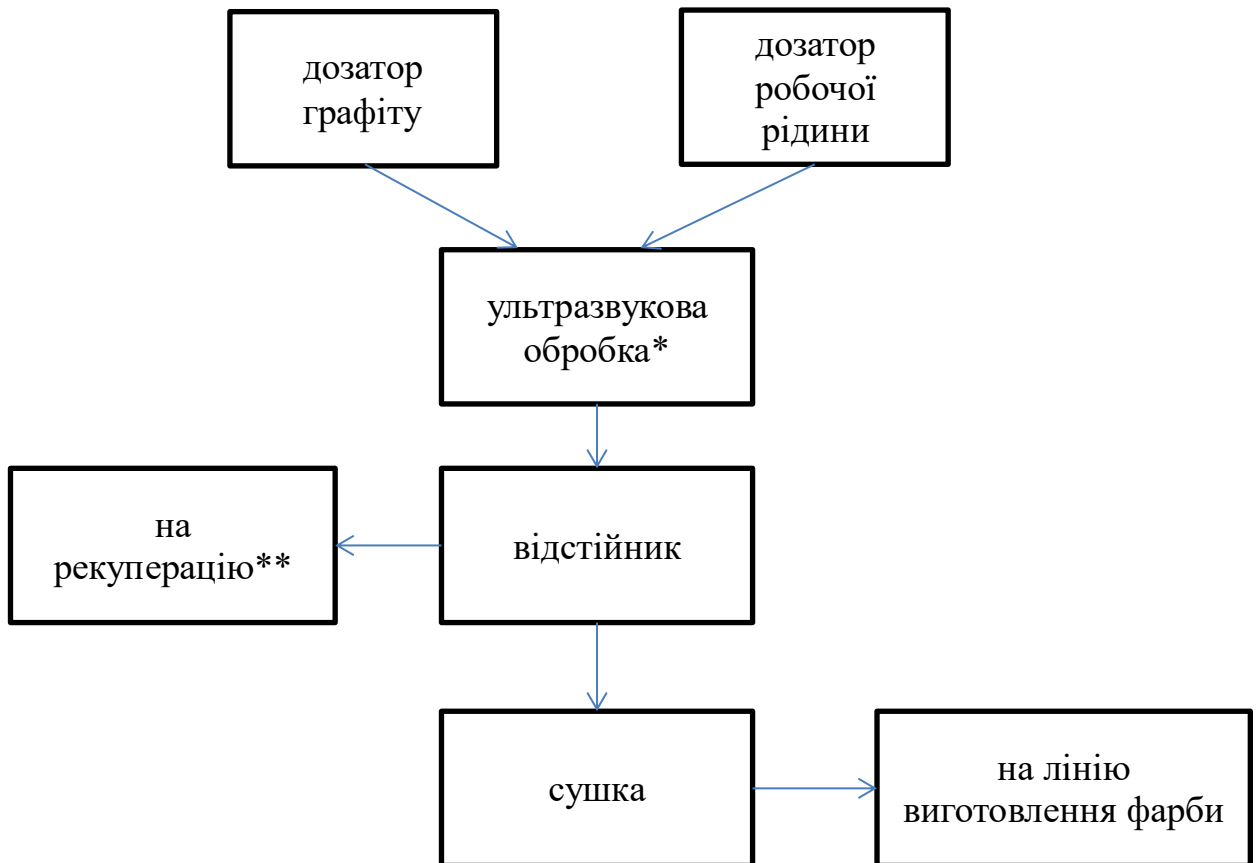 дозатор
графіту
дозатор
робочої
рідини
ультразвукова
обробка*
на
рекуперацію**
відстійник
сушка
на лінію
виготовлення фарби